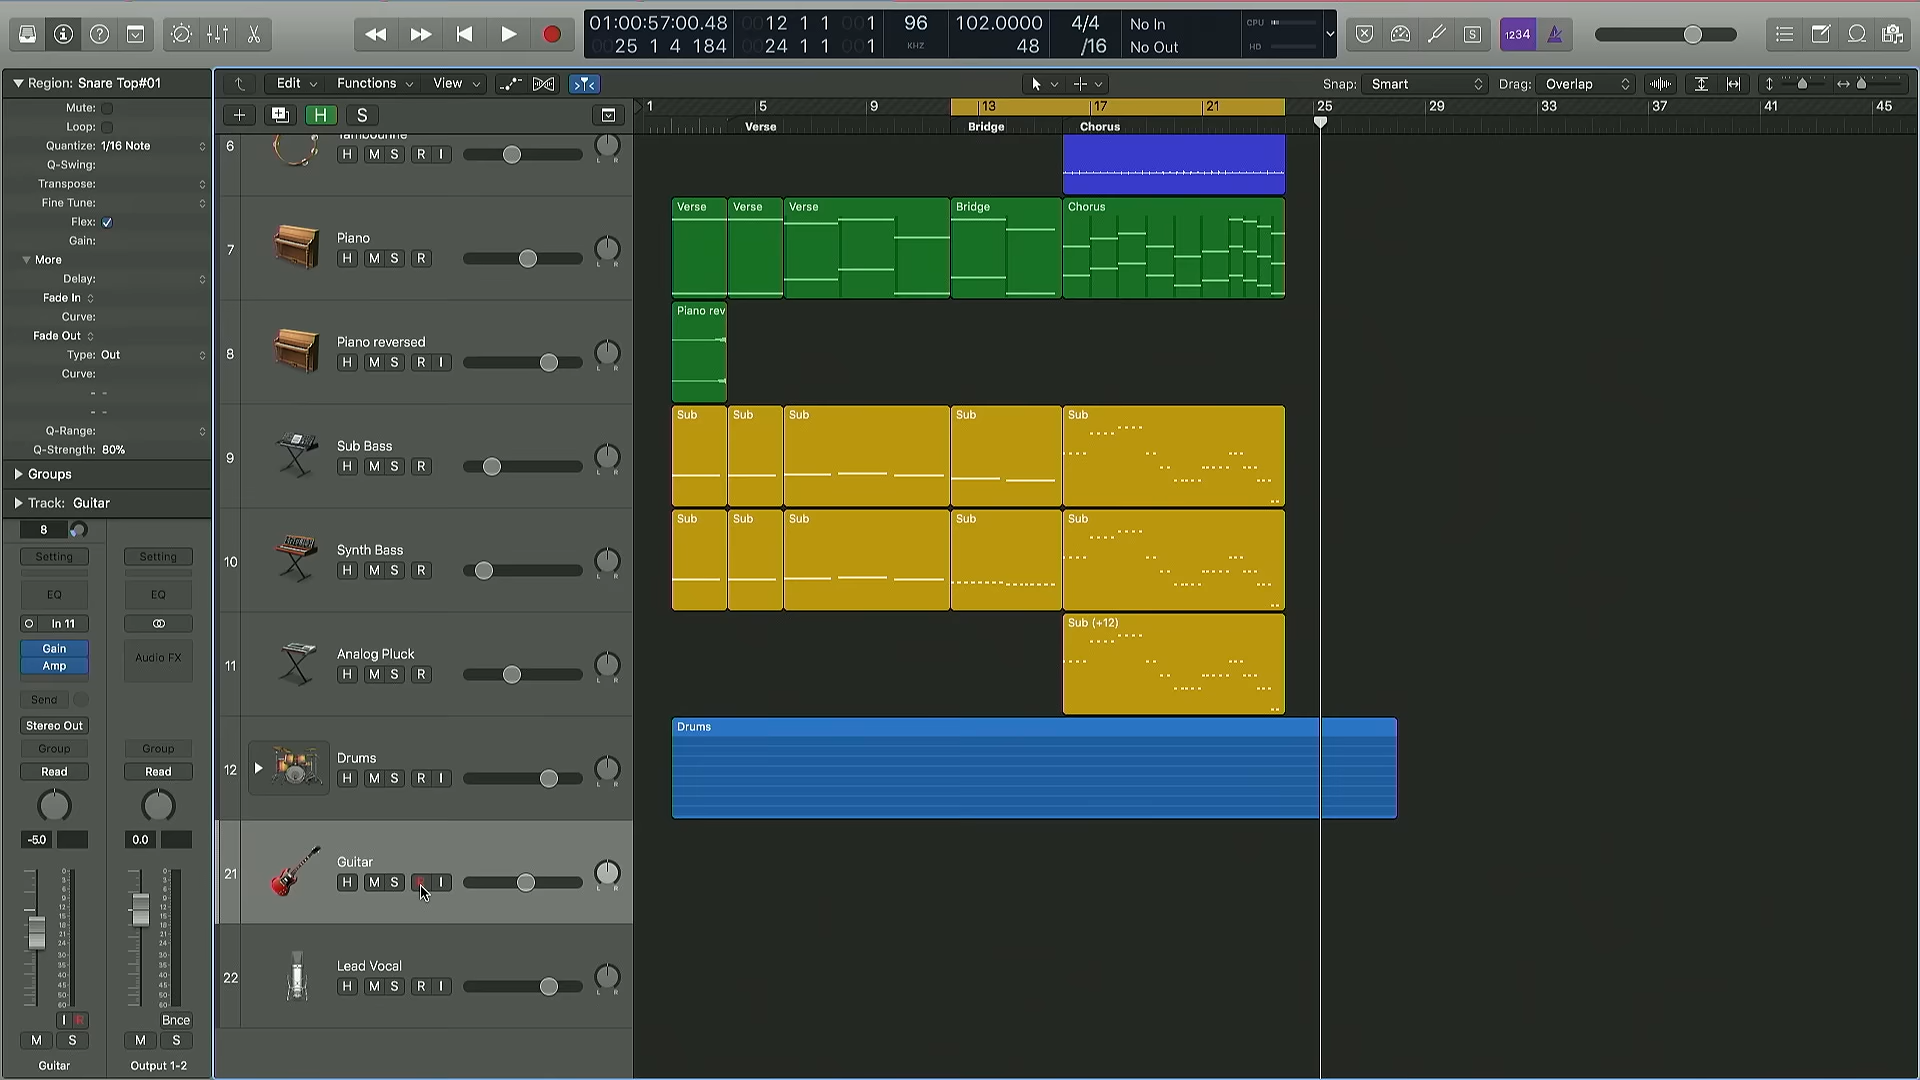 01:00:57:00.48
0025 1 4 184
0012 1 1 001
0024 1 1 001
96
KHZ
102.0000
48
4/4
/16
No In
No Out
CPU
HD
1234
Region: Snare Top#01
Mute:
Loop:
Quantize: 1/16 Note
Q-Swing:
Transpose:
Fine Tune:
Flex:
Gain:
More
Delay:
Fade In
Curve:
Fade Out
Type: Out
Curve:
Q-Range:
Q-Strength: 80%
Groups
Track: Guitar
8
Setting Setting
EQ EQ
In 11
Gain
Amp
Audio FX
Send
Stereo Out
Group Group
Read Read
-5.0 0.0
I R
Bnce
M S M S
Guitar Output 1-2
Edit Functions View
Snap: Smart Drag: Overlap
H S
1 5 9 13 17 21 25 29 33 37 41 45
Verse Bridge Chorus
6 Tambourine
H M S R I
L R
7 Piano
H M S R
L R
Verse Verse Verse Bridge Chorus
8 Piano reversed
H M S R I
L R
Piano rev
9 Sub Bass
H M S R
L R
Sub Sub Sub Sub Sub
10 Synth Bass
H M S R
L R
Sub Sub Sub Sub Sub
11 Analog Pluck
H M S R
L R
Sub (+12)
12 Drums
H M S R I
L R
Drums
21 Guitar
H M S R I
L R
22 Lead Vocal
H M S R I
L R